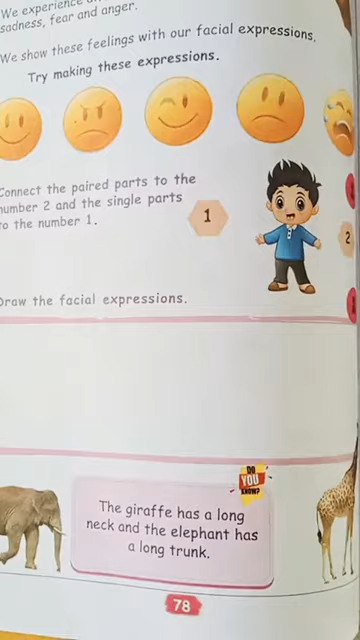 We experience
sadness, fear and anger.
We show these feelings with our facial expressions.
Try making these expressions.
Connect the paired parts to the
number 2 and the single parts
to the number 1.
1
2
Draw the facial expressions.
DO
YOU
KNOW?
The giraffe has a long
neck and the elephant has
a long trunk.
78